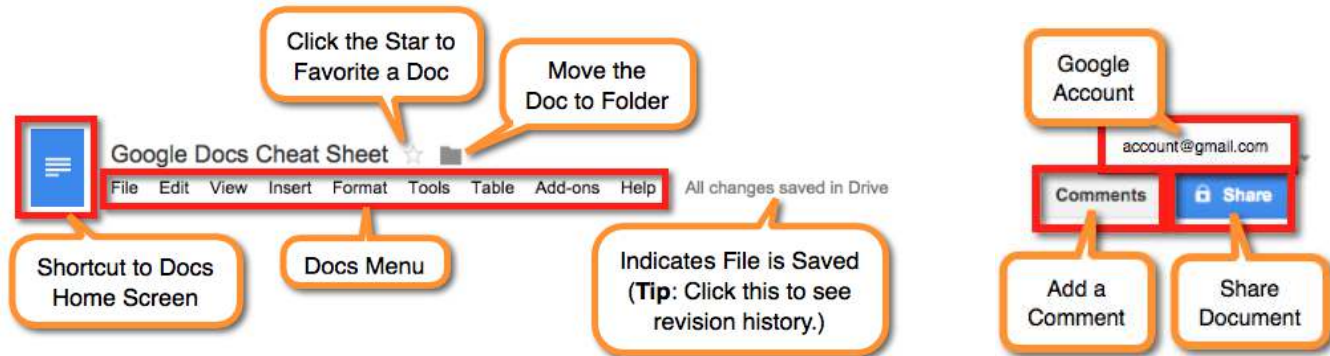 Click the Star to
Favorite a Doc
Move the
Doc to Folder
Google
Account
Google Docs Cheat Sheet
account@gmail.com
File Edit View Insert Format Tools Table Add-ons Help All changes saved in Drive
Comments
Share
Shortcut to Docs
Home Screen
Docs Menu
Indicates File is Saved
(Tip: Click this to see
revision history.)
Add a
Comment
Share
Document